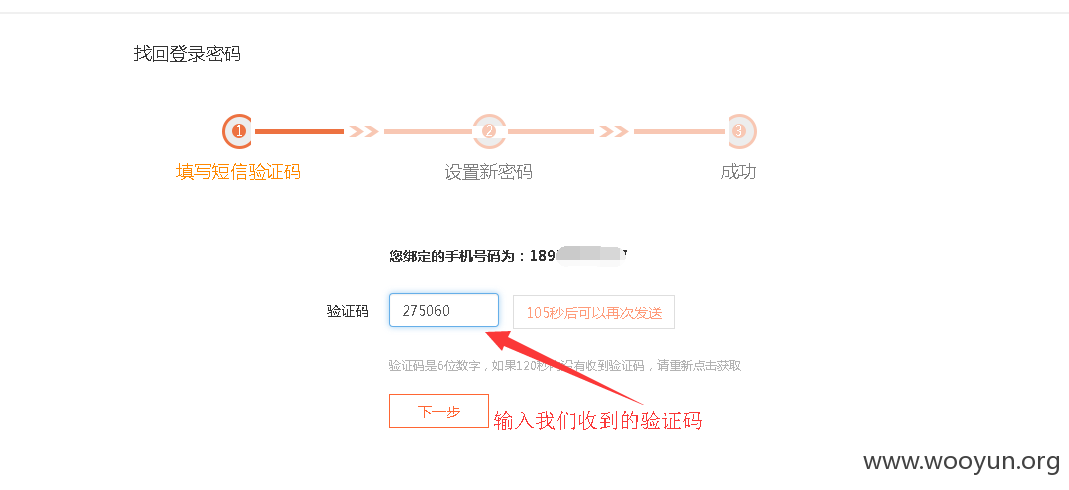 找回登录密码
1 2 3
填写短信验证码 设置新密码 成功
您绑定的手机号码为：189
验证码 275060 105秒后可以再次发送
验证码是6位数字，如果120秒内没有收到验证码，请重新点击获取
下一步 输入我们收到的验证码
www.wooyun.org